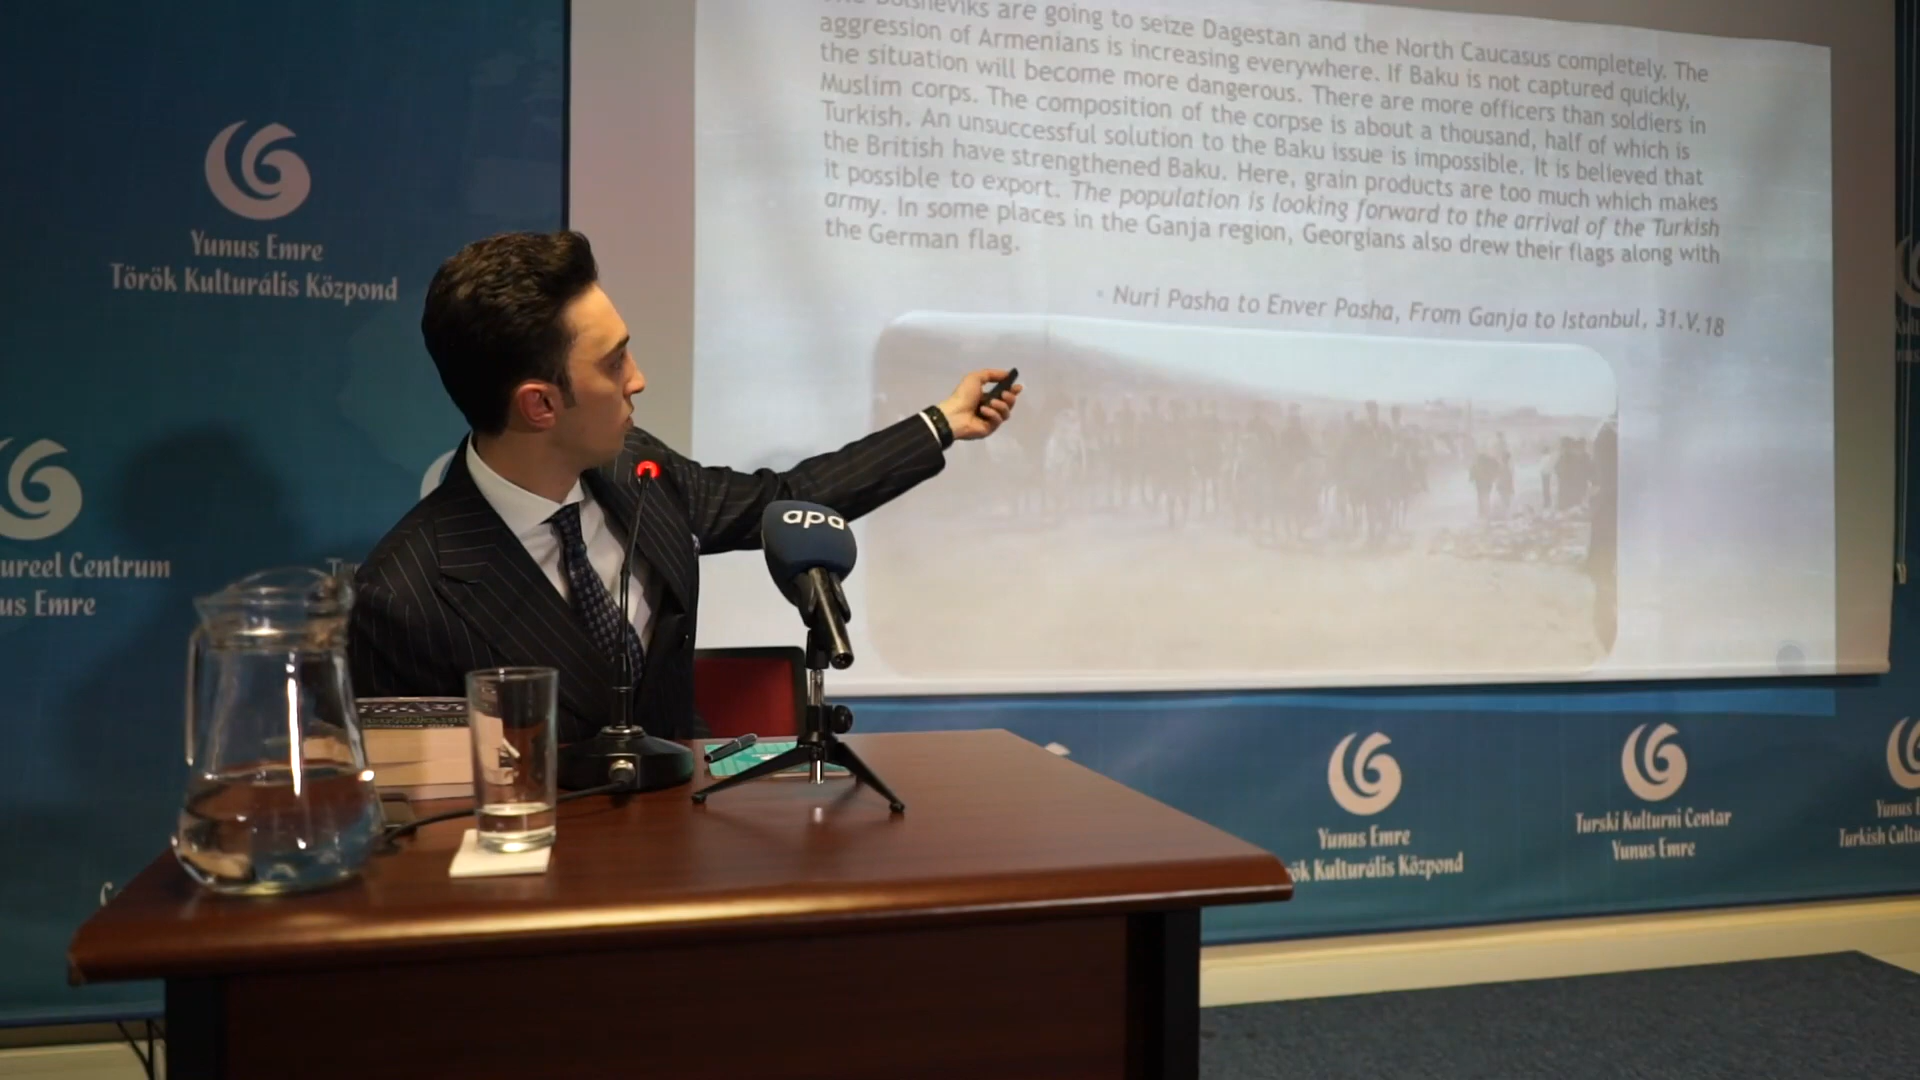 Bolsheviks are going to seize Dagestan and the North Caucasus completely. The
aggression of Armenians is increasing everywhere. If Baku is not captured quickly,
the situation will become more dangerous. There are more officers than soldiers in
Muslim corps. The composition of the corpse is about a thousand, half of which is
Turkish. An unsuccessful solution to the Baku issue is impossible. It is believed that
the British have strengthened Baku. Here, grain products are too much which makes
it possible to export. The population is looking forward to the arrival of the Turkish
army. In some places in the Ganja region, Georgians also drew their flags along with
the German flag.
• Nuri Pasha to Enver Pasha, From Ganja to Istanbul, 31.V.18
Yunus Emre
Török Kulturális Központ
ureel Centrum
us Emre
apa
Yunus Emre
ök Kulturális Központ
Turski Kulturni Centar
Yunus Emre
Yunus
Turkish Cultu